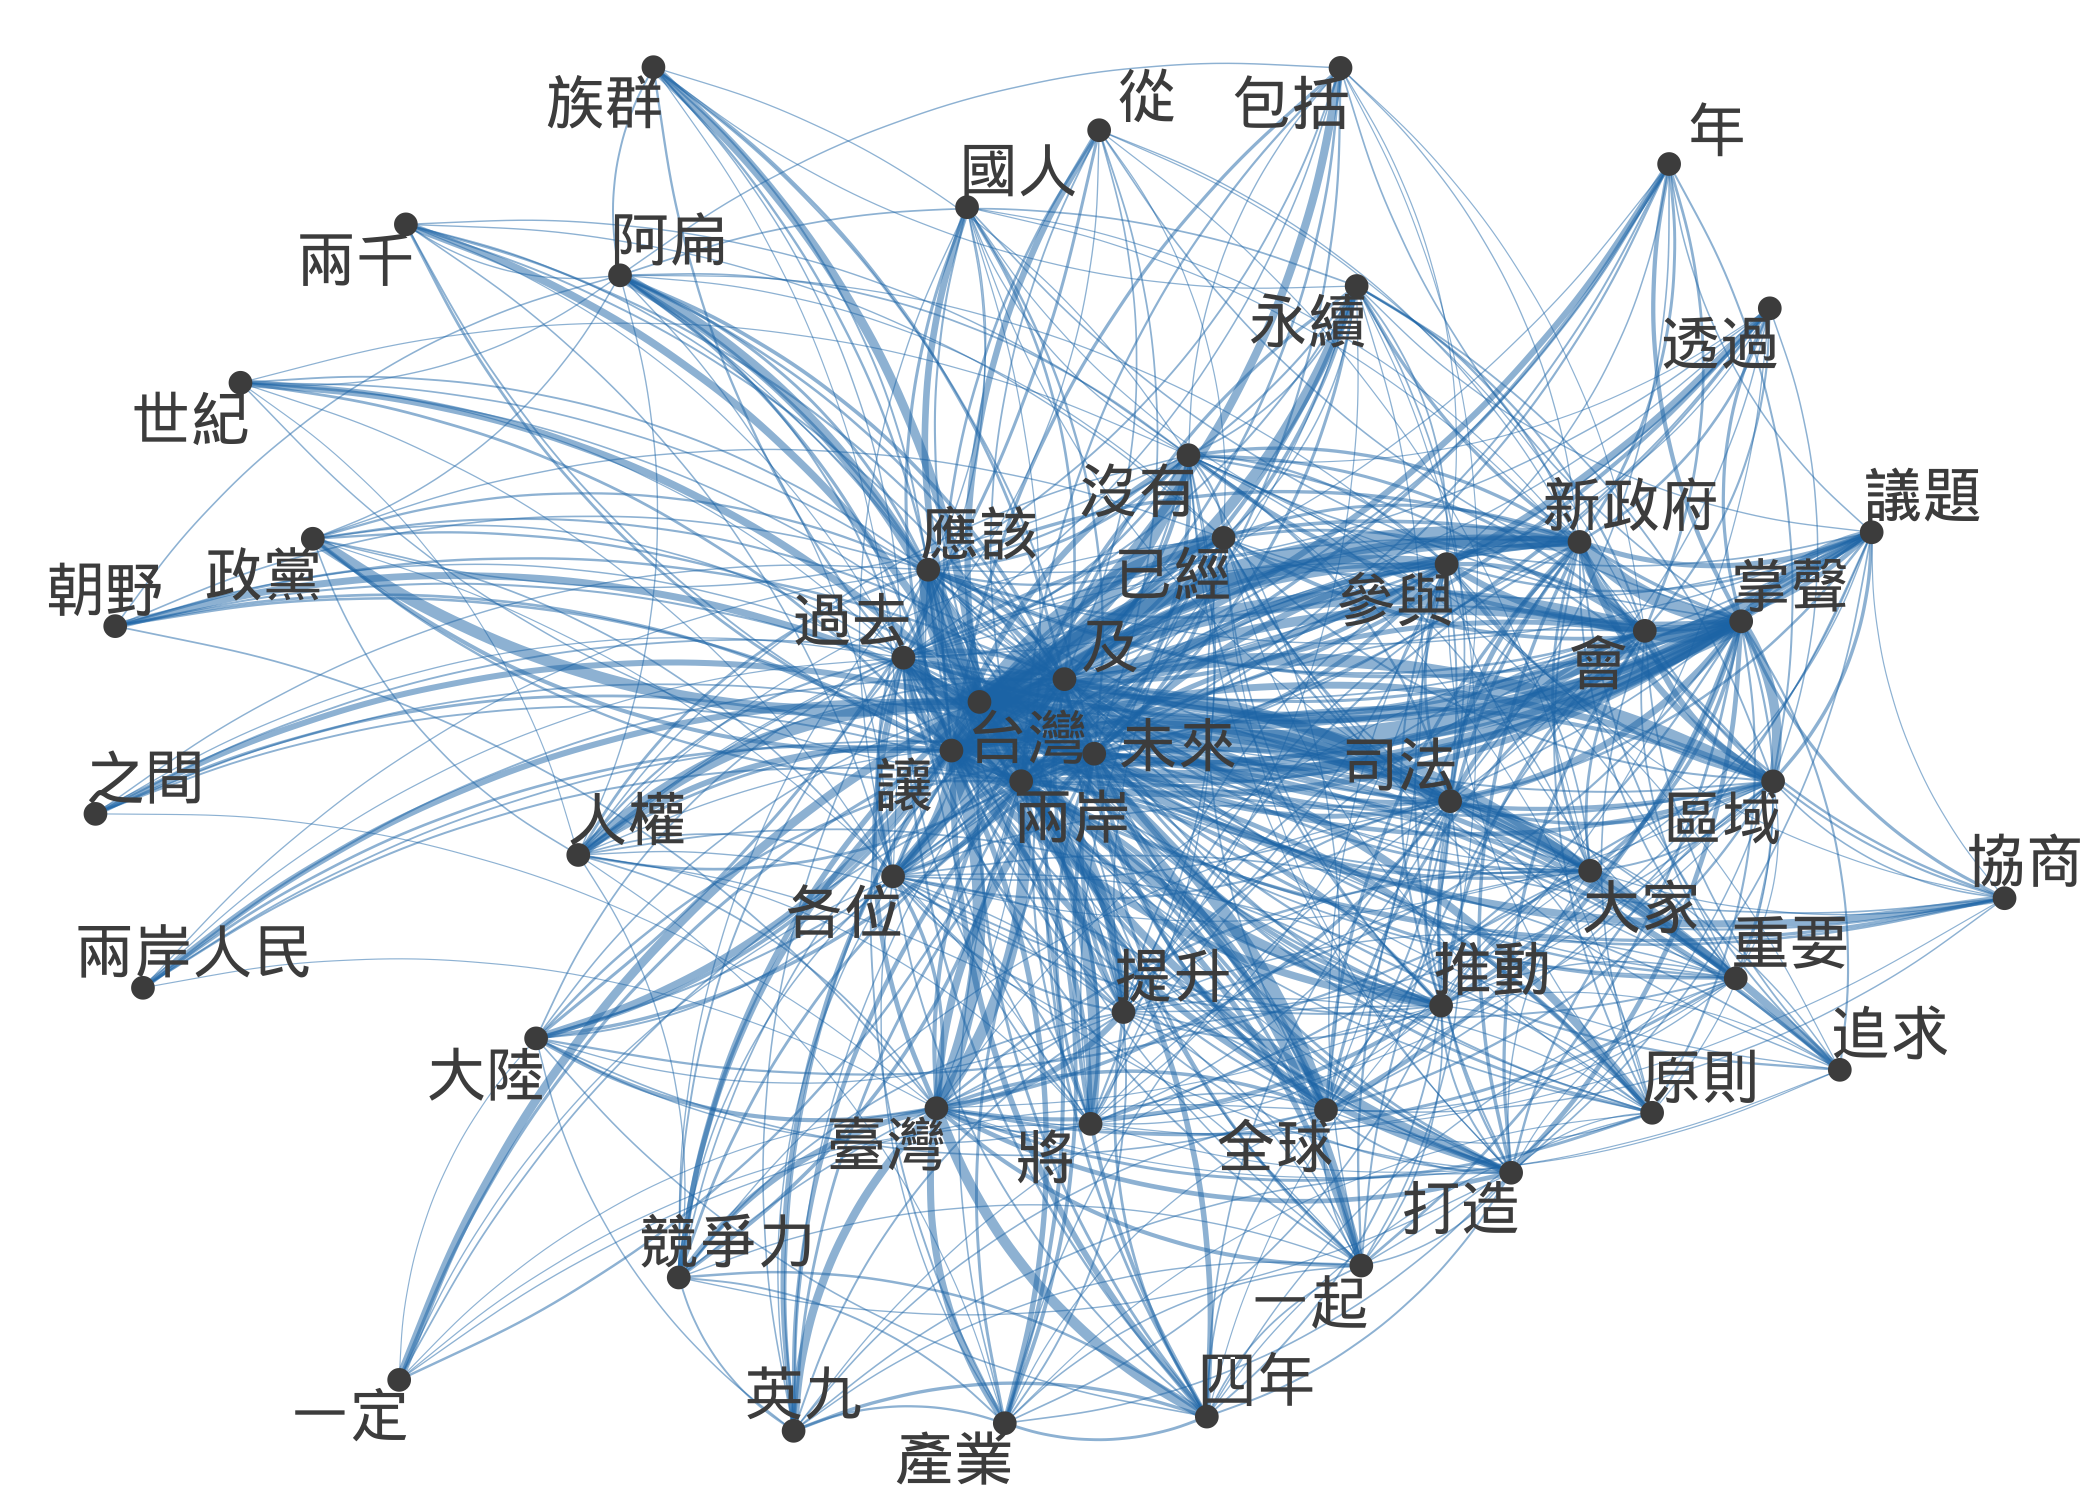 族群
從
包括
年
國人
兩千
阿扁
永續
透過
世紀
沒有
新政府
議題
應該
已經
參與
掌聲
朝野
政黨
過去
及
會
台灣
未來
司法
之間
人權
讓
兩岸
區域
協商
各位
大家
兩岸人民
提升
推動
重要
大陸
追求
原則
臺灣
將
全球
打造
競爭力
一起
一定
英九
四年
產業